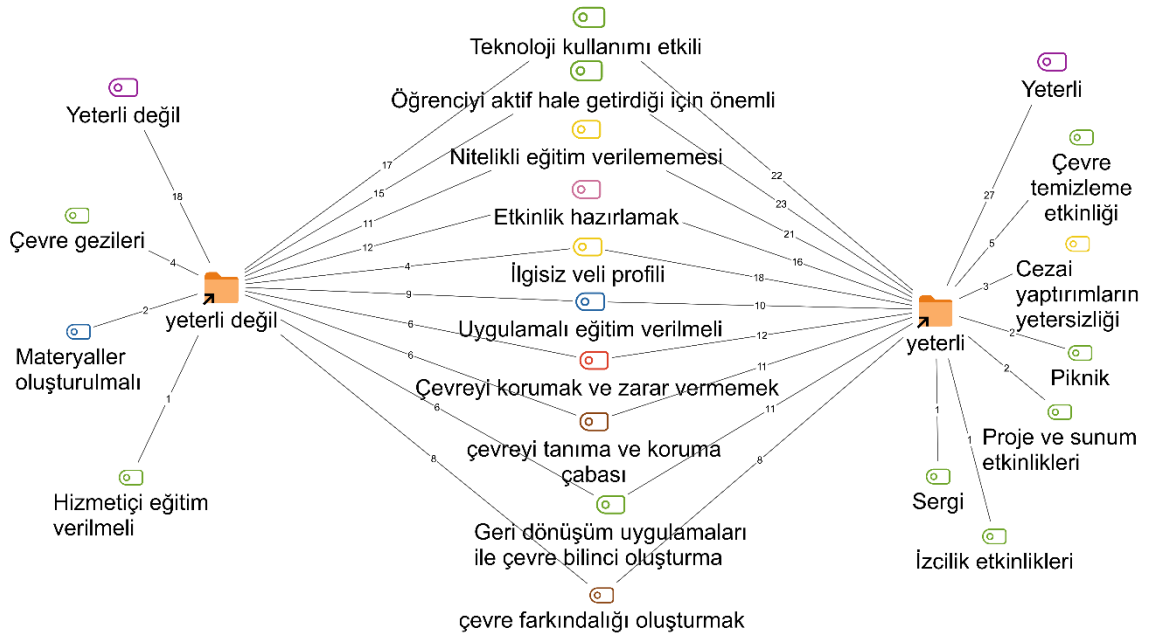 Teknoloji kullanımı etkili
Öğrenciyi aktif hale getirdiği için önemli
Nitelikli eğitim verilememesi
Etkinlik hazırlamak
İlgisiz veli profili
Uygulamalı eğitim verilmeli
Çevreyi korumak ve zarar vermemek
çevreyi tanıma ve koruma
çabası
Geri dönüşüm uygulamaları
ile çevre bilinci oluşturma
çevre farkındalığı oluşturmak
Yeterli değil
Çevre gezileri
Materyaller
oluşturulmalı
Hizmetiçi eğitim
verilmeli
yeterli değil
18
4
2
1
17
15
11
12
4
9
6
6
6
8
22
23
21
16
18
10
12
11
11
8
yeterli
27
5
3
2
2
1
1
Yeterli
Çevre
temizleme
etkinliği
Cezai
yaptırımların
yetersizliği
Piknik
Proje ve sunum
etkinlikleri
Sergi
İzcilik etkinlikleri